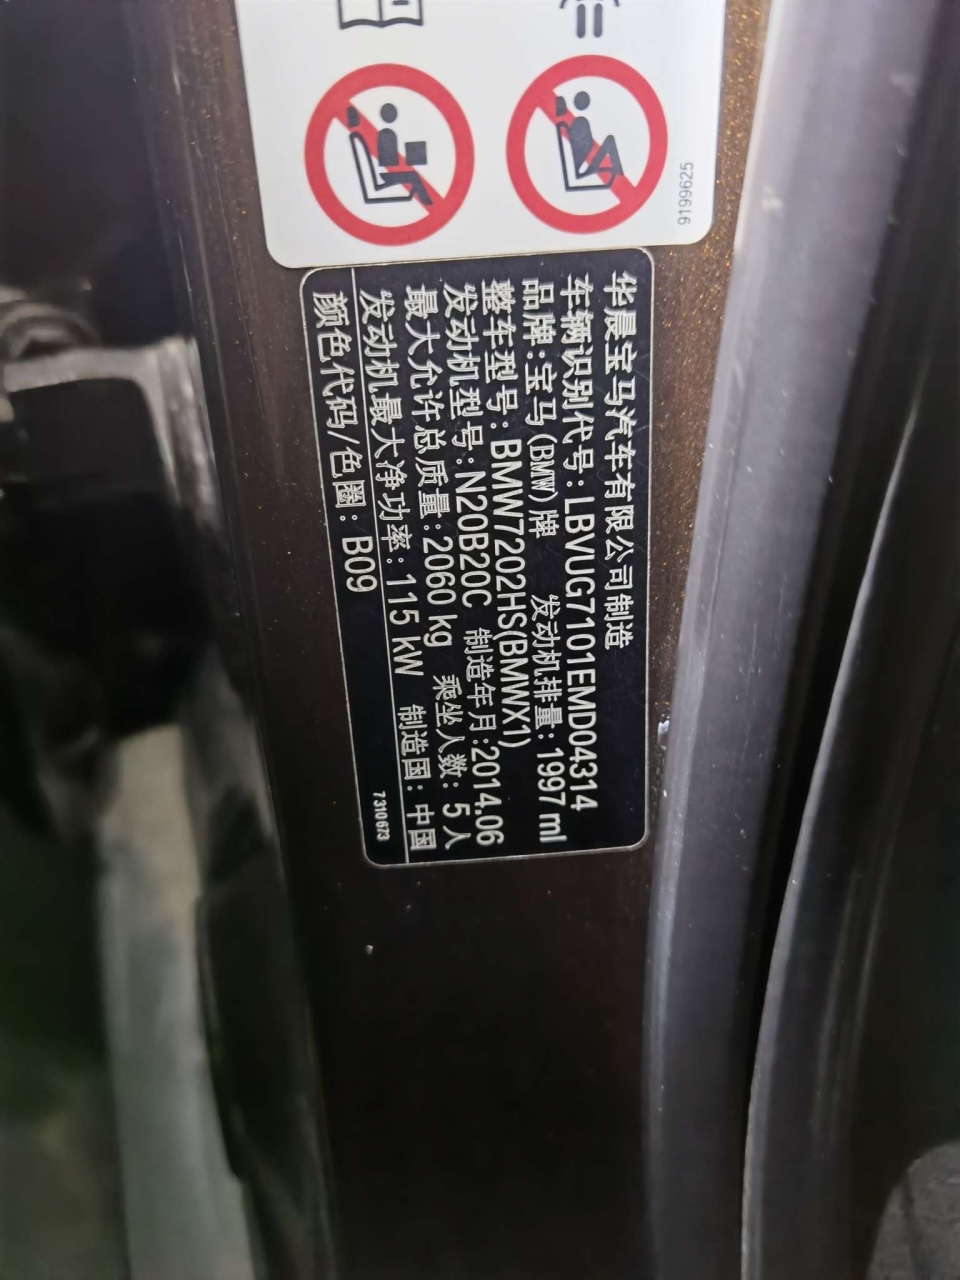 9199625
华晨宝马汽车有限公司制造
车辆识别代号: LBVUG7101EMD04314
品牌:宝马(BMW)牌 发动机排量: 1997 ml
整车型号: BMW7202HS(BMWX1)
发动机型号:N20B20C 制造年月:2014.06
最大允许总质量:2060 kg 乘坐人数: 5 人
发动机最大净功率: 115 kW 制造国: 中国
颜色代码/色圈: B09
7310 673